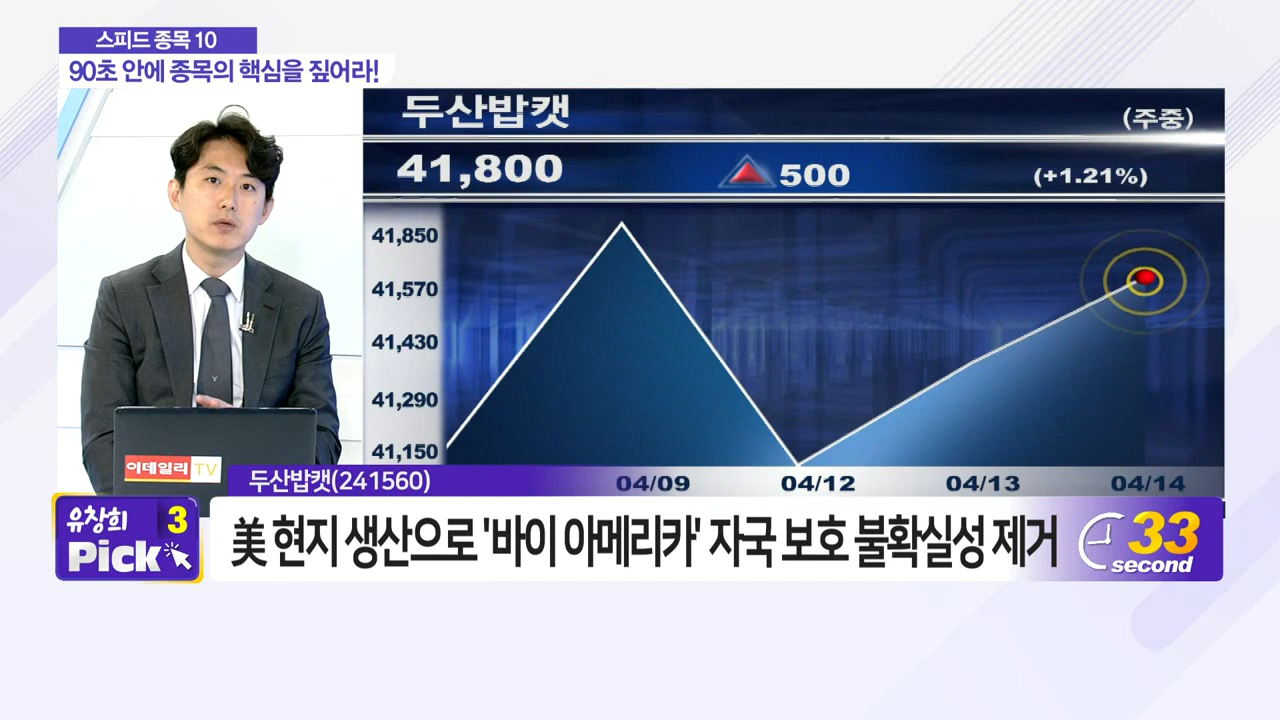 스피드 종목 10
90초 안에 종목의 핵심을 짚어라!
두산밥캣 (주중)
41,800 500 (+1.21%)
41,850
41,570
41,430
41,290
41,150
04/09 04/12 04/13 04/14
이데일리 TV
두산밥캣(241560)
유창희 3
Pick
美 현지 생산으로 '바이 아메리카' 자국 보호 불확실성 제거
33
second